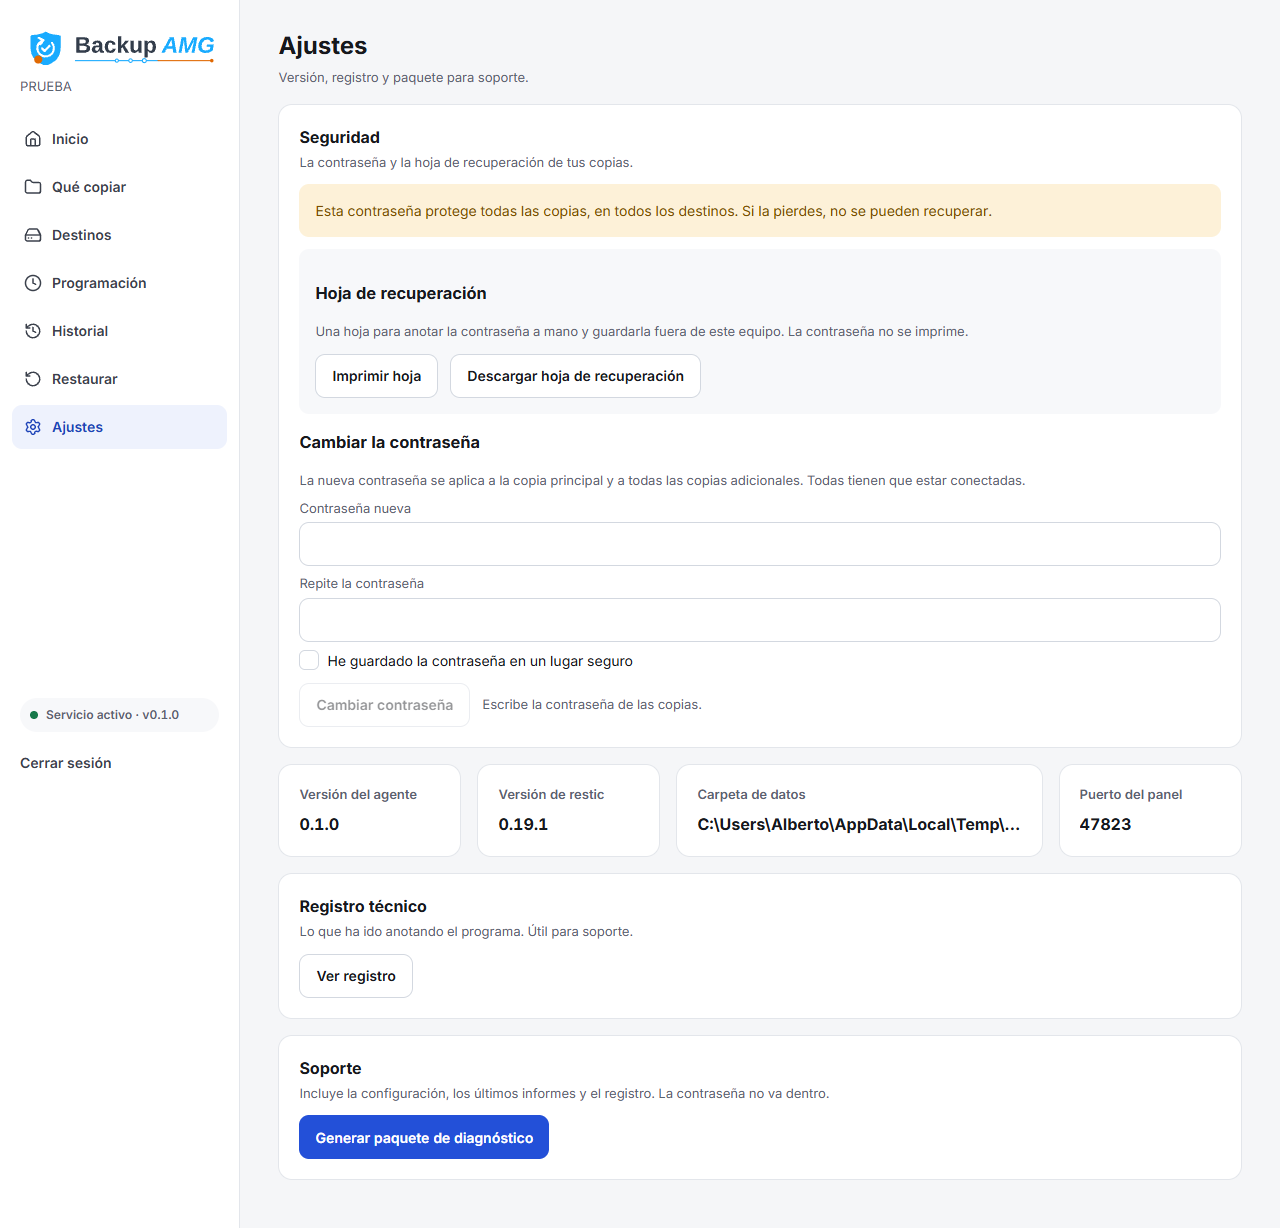 Backup AMG
PRUEBA
Inicio
Qué copiar
Destinos
Programación
Historial
Restaurar
Ajustes
Servicio activo · v0.1.0
Cerrar sesión
Ajustes
Versión, registro y paquete para soporte.
Seguridad
La contraseña y la hoja de recuperación de tus copias.
Esta contraseña protege todas las copias, en todos los destinos. Si la pierdes, no se pueden recuperar.
Hoja de recuperación
Una hoja para anotar la contraseña a mano y guardarla fuera de este equipo. La contraseña no se imprime.
Imprimir hoja
Descargar hoja de recuperación
Cambiar la contraseña
La nueva contraseña se aplica a la copia principal y a todas las copias adicionales. Todas tienen que estar conectadas.
Contraseña nueva
Repite la contraseña
He guardado la contraseña en un lugar seguro
Cambiar contraseña
Escribe la contraseña de las copias.
Versión del agente
0.1.0
Versión de restic
0.19.1
Carpeta de datos
C:\Users\Alberto\AppData\Local\Temp\...
Puerto del panel
47823
Registro técnico
Lo que ha ido anotando el programa. Útil para soporte.
Ver registro
Soporte
Incluye la configuración, los últimos informes y el registro. La contraseña no va dentro.
Generar paquete de diagnóstico